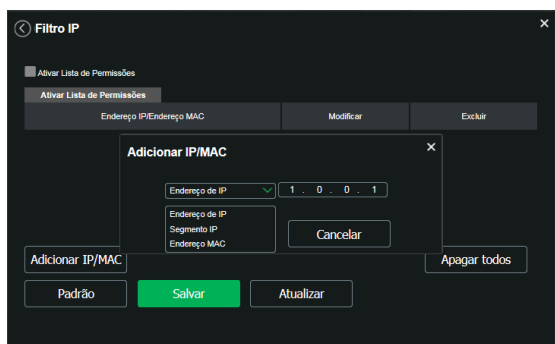 Filtro IP
Ativar Lista de Permissões
Ativar Lista de Permissões
Endereço IP/Endereço MAC Modificar Excluir
Adicionar IP/MAC
Endereço de IP 1 . 0 . 0 . 1
Endereço de IP
Segmento IP
Endereço MAC
Cancelar
Adicionar IP/MAC Apagar todos
Padrão Salvar Atualizar